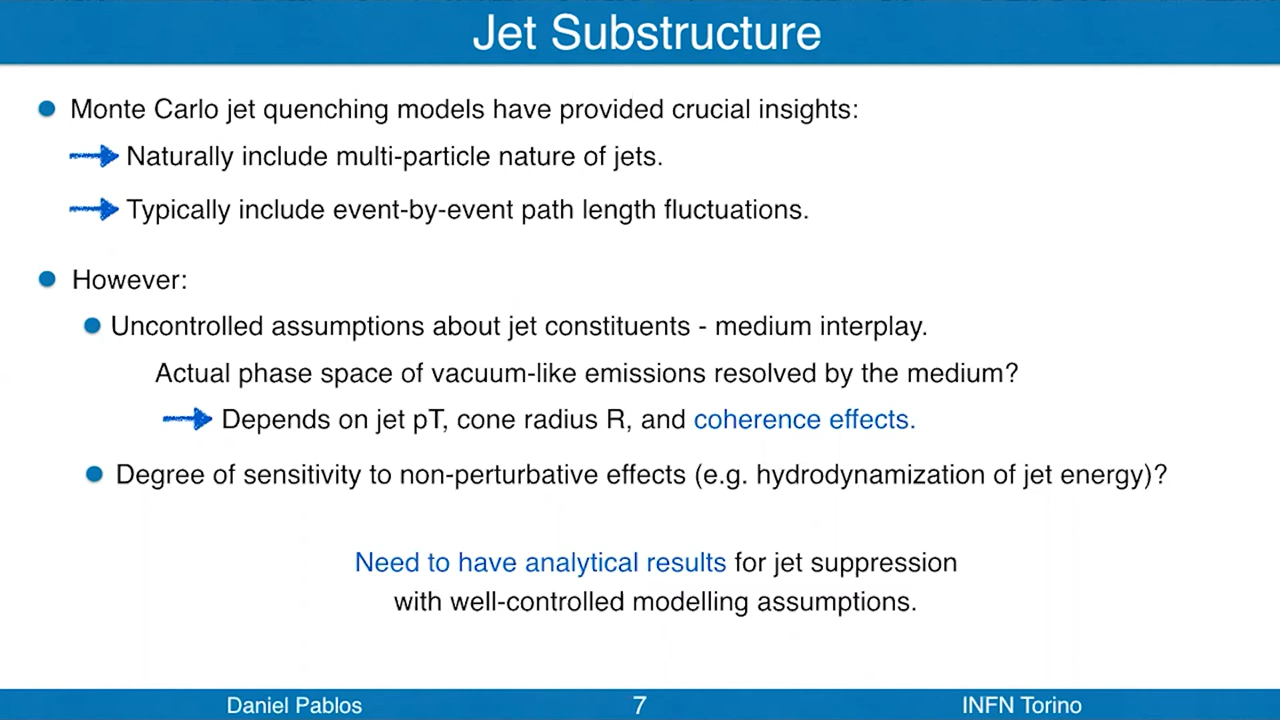 Jet Substructure
Monte Carlo jet quenching models have provided crucial insights:
Naturally include multi-particle nature of jets.
Typically include event-by-event path length fluctuations.
However:
Uncontrolled assumptions about jet constituents - medium interplay.
Actual phase space of vacuum-like emissions resolved by the medium?
Depends on jet pT, cone radius R, and coherence effects.
Degree of sensitivity to non-perturbative effects (e.g. hydrodynamization of jet energy)?
Need to have analytical results for jet suppression
with well-controlled modelling assumptions.
Daniel Pablos 7 INFN Torino